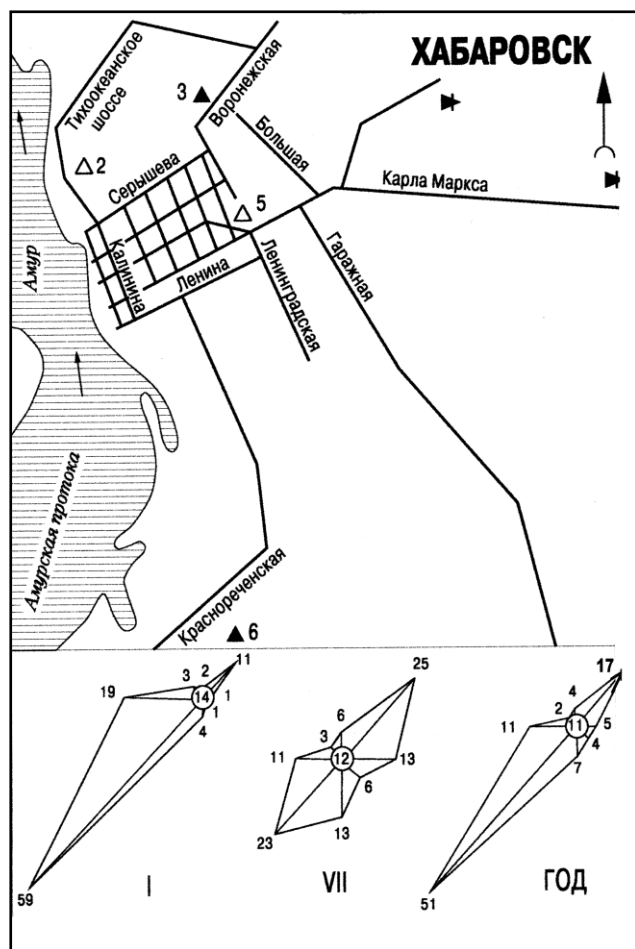 ХАБАРОВСК
Тихоокеанское
шоссе
3
Воронежская
Большая
2
Серышева
5
Карла Маркса
Амур
Калинина
Ленина
Ленинградская
Гаражная
Амурская протока
Краснореченская
6
11
2
3
19
14
1
1
4
59
I
25
6
3
11
12
13
6
23
13
VII
17
4
2
11
11
5
4
7
51
ГОД